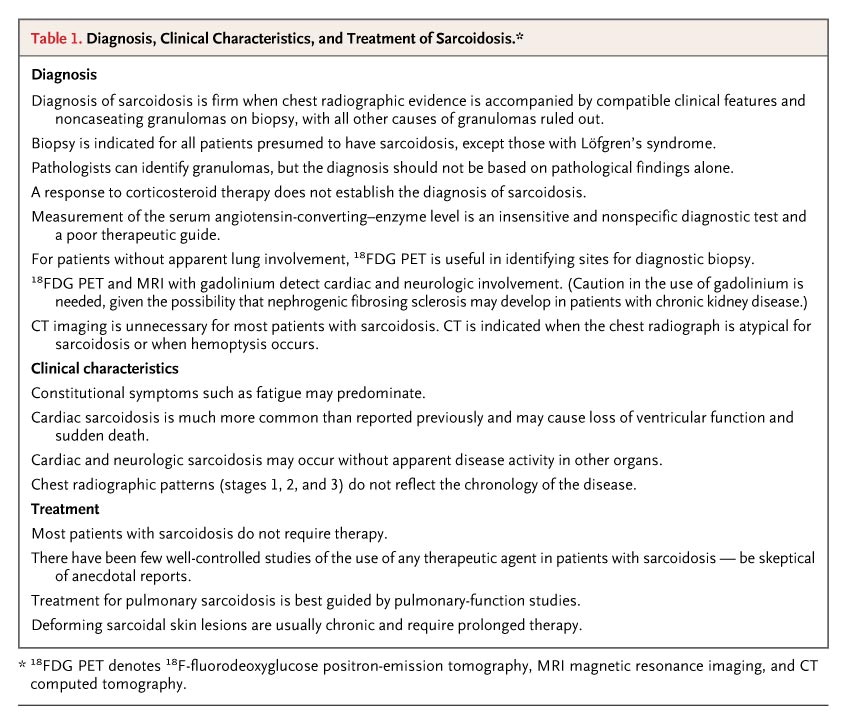 Table 1. Diagnosis, Clinical Characteristics, and Treatment of Sarcoidosis.*
Diagnosis
Diagnosis of sarcoidosis is firm when chest radiographic evidence is accompanied by compatible clinical features and
noncaseating granulomas on biopsy, with all other causes of granulomas ruled out.
Biopsy is indicated for all patients presumed to have sarcoidosis, except those with Löfgren's syndrome.
Pathologists can identify granulomas, but the diagnosis should not be based on pathological findings alone.
A response to corticosteroid therapy does not establish the diagnosis of sarcoidosis.
Measurement of the serum angiotensin-converting–enzyme level is an insensitive and nonspecific diagnostic test and
a poor therapeutic guide.
For patients without apparent lung involvement, ¹⁸FDG PET is useful in identifying sites for diagnostic biopsy.
¹⁸FDG PET and MRI with gadolinium detect cardiac and neurologic involvement. (Caution in the use of gadolinium is
needed, given the possibility that nephrogenic fibrosing sclerosis may develop in patients with chronic kidney disease.)
CT imaging is unnecessary for most patients with sarcoidosis. CT is indicated when the chest radiograph is atypical for
sarcoidosis or when hemoptysis occurs.
Clinical characteristics
Constitutional symptoms such as fatigue may predominate.
Cardiac sarcoidosis is much more common than reported previously and may cause loss of ventricular function and
sudden death.
Cardiac and neurologic sarcoidosis may occur without apparent disease activity in other organs.
Chest radiographic patterns (stages 1, 2, and 3) do not reflect the chronology of the disease.
Treatment
Most patients with sarcoidosis do not require therapy.
There have been few well-controlled studies of the use of any therapeutic agent in patients with sarcoidosis — be skeptical
of anecdotal reports.
Treatment for pulmonary sarcoidosis is best guided by pulmonary-function studies.
Deforming sarcoidal skin lesions are usually chronic and require prolonged therapy.
* ¹⁸FDG PET denotes ¹⁸F-fluorodeoxyglucose positron-emission tomography, MRI magnetic resonance imaging, and CT
computed tomography.